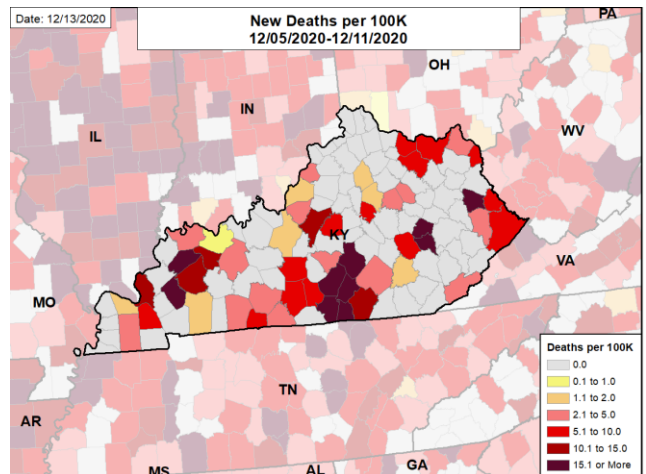 Date: 12/13/2020
New Deaths per 100K
12/05/2020-12/11/2020
PA
OH
IN
IL
WV
KY
VA
MO
TN
AR
MS
AL
GA
Deaths per 100K
0.0
0.1 to 1.0
1.1 to 2.0
2.1 to 5.0
5.1 to 10.0
10.1 to 15.0
15.1 or More